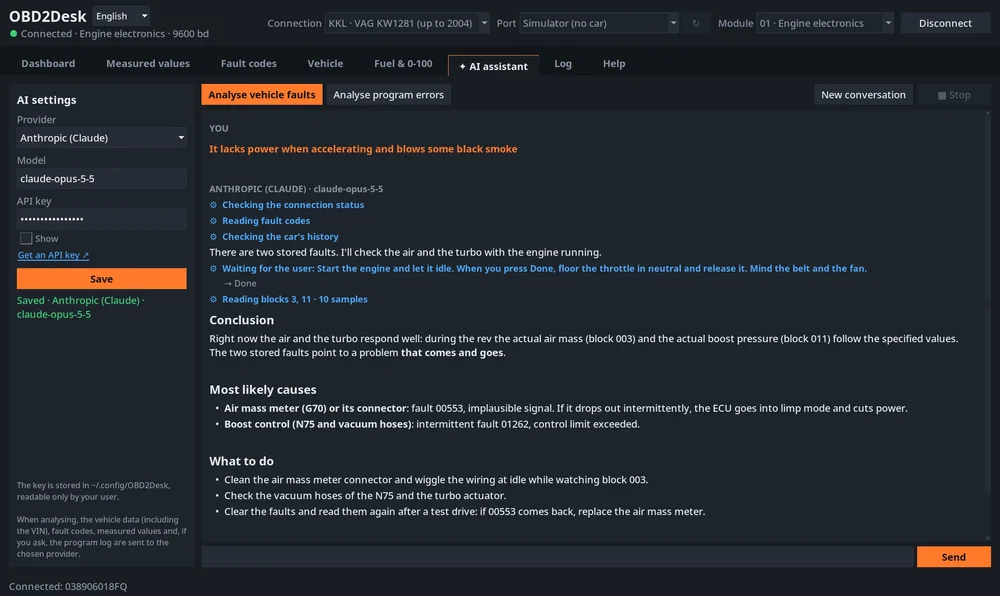 OBD2Desk English
Connection KKL · VAG KW1281 (up to 2004) Port Simulator (no car) ↻ Module 01 · Engine electronics Disconnect
Connected · Engine electronics · 9600 bd
Dashboard Measured values Fault codes Vehicle Fuel & 0-100 ✦ AI assistant Log Help
AI settings
Provider
Anthropic (Claude)
Model
claude-opus-5-5
API key
••••••••••••••••
Show
Get an API key ↗
Save
Saved · Anthropic (Claude) ·
claude-opus-5-5
The key is stored in ~/.config/OBD2Desk,
readable only by your user.
When analysing, the vehicle data (including
the VIN), fault codes, measured values and, if
you ask, the program log are sent to the
chosen provider.
Analyse vehicle faults Analyse program errors New conversation ■ Stop
YOU
It lacks power when accelerating and blows some black smoke
ANTHROPIC (CLAUDE) · claude-opus-5-5
⚙ Checking the connection status
⚙ Reading fault codes
⚙ Checking the car's history
There are two stored faults. I'll check the air and the turbo with the engine running.
⚙ Waiting for the user: Start the engine and let it idle. When you press Done, floor the throttle in neutral and release it. Mind the belt and the fan.
→ Done
⚙ Reading blocks 3, 11 · 10 samples
Conclusion
Right now the air and the turbo respond well: during the rev the actual air mass (block 003) and the actual boost pressure (block 011) follow the specified values.
The two stored faults point to a problem that comes and goes.
Most likely causes
• Air mass meter (G70) or its connector: fault 00553, implausible signal. If it drops out intermittently, the ECU goes into limp mode and cuts power.
• Boost control (N75 and vacuum hoses): intermittent fault 01262, control limit exceeded.
What to do
• Clean the air mass meter connector and wiggle the wiring at idle while watching block 003.
• Check the vacuum hoses of the N75 and the turbo actuator.
• Clear the faults and read them again after a test drive: if 00553 comes back, replace the air mass meter.
Send
Connected: 038906018FQ